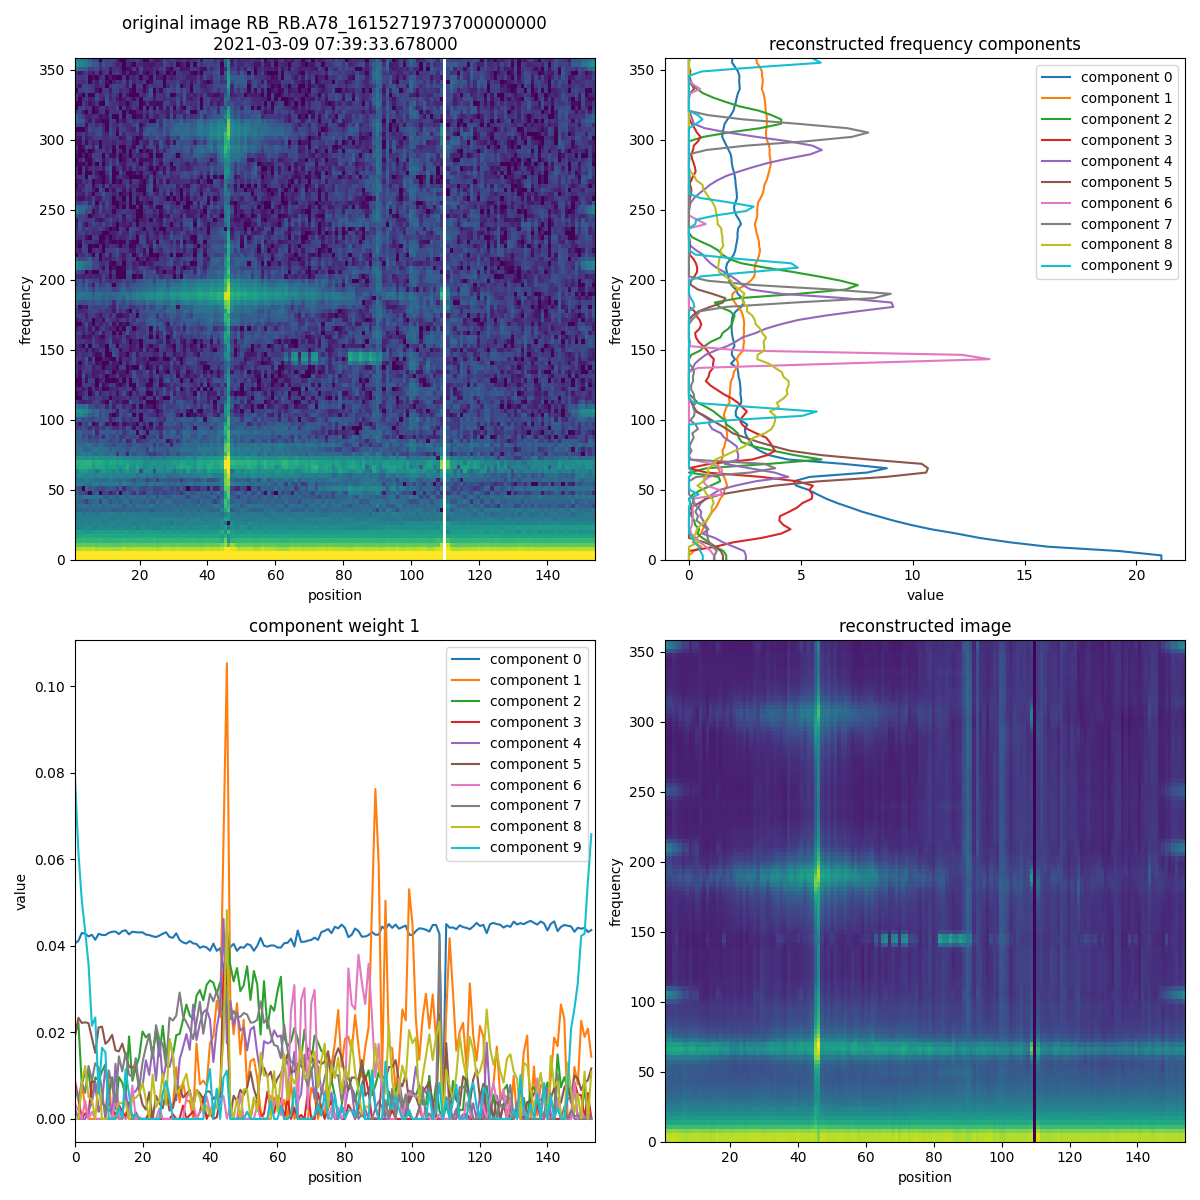 original image RB_RB.A78_1615271973700000000
2021-03-09 07:39:33.678000
frequency
350
300
250
200
150
100
50
0
20 40 60 80 100 120 140
position
reconstructed frequency components
frequency
350
300
250
200
150
100
50
0
component 0
component 1
component 2
component 3
component 4
component 5
component 6
component 7
component 8
component 9
0 5 10 15 20
value
component weight 1
value
0.10
0.08
0.06
0.04
0.02
0.00
component 0
component 1
component 2
component 3
component 4
component 5
component 6
component 7
component 8
component 9
0 20 40 60 80 100 120 140
position
reconstructed image
frequency
350
300
250
200
150
100
50
0
20 40 60 80 100 120 140
position